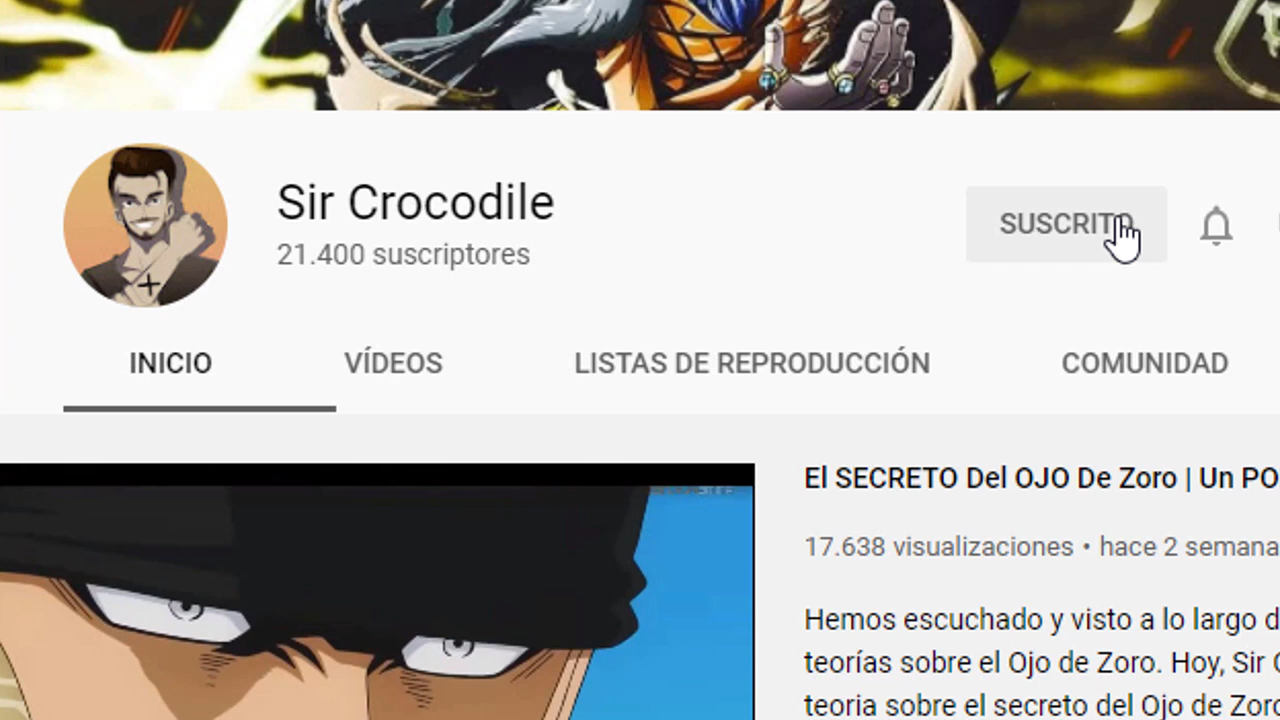 Sir Crocodile
21.400 suscriptores
SUSCRITO
INICIO
VÍDEOS
LISTAS DE REPRODUCCIÓN
COMUNIDAD
El SECRETO Del OJO De Zoro | Un PO
17.638 visualizaciones • hace 2 semana
Hemos escuchado y visto a lo largo d
teorías sobre el Ojo de Zoro. Hoy, Sir
teoria sobre el secreto del Ojo de Zoro